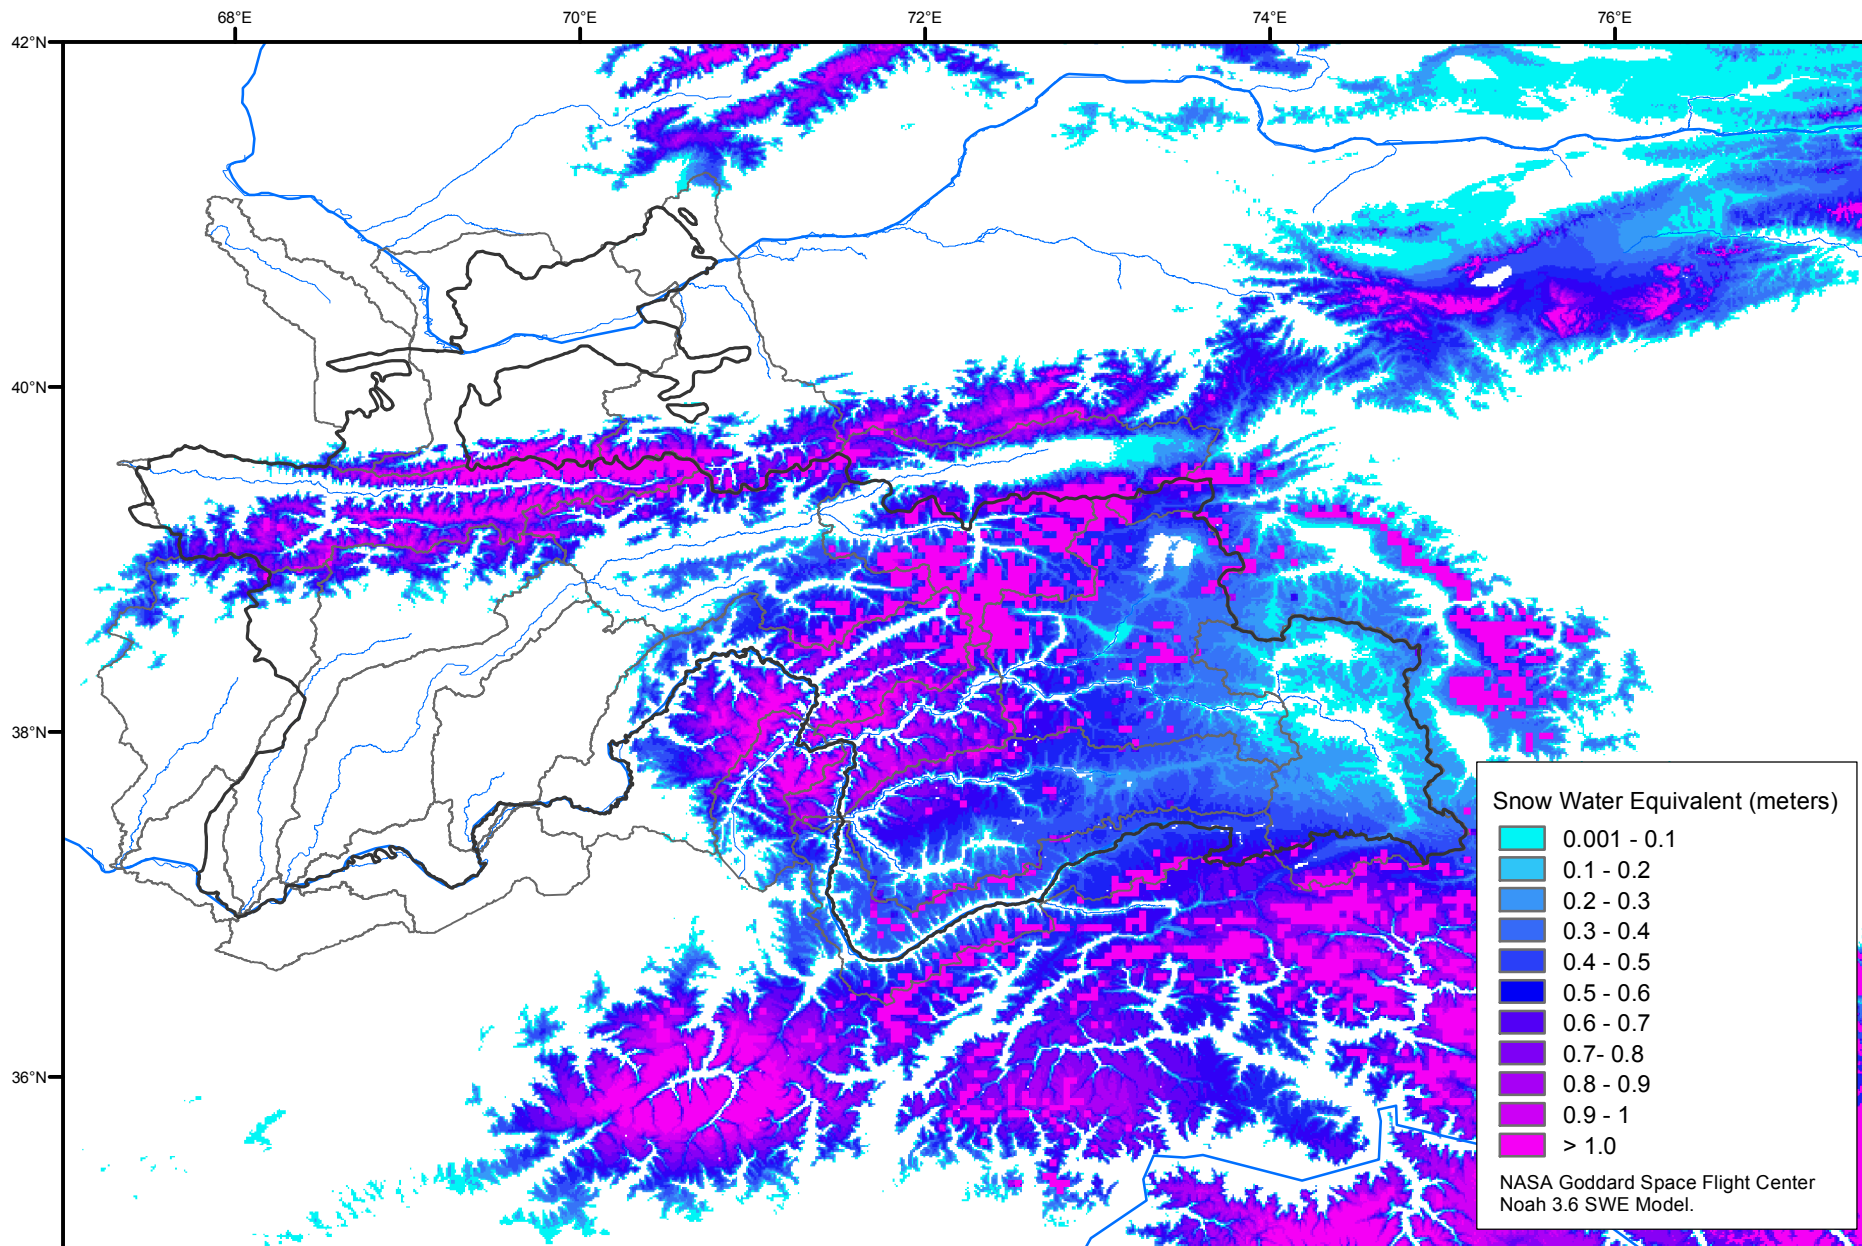 68°E
70°E
72°E
74°E
76°E
42°N
40°N
38°N
36°N
Snow Water Equivalent (meters)
0.001 - 0.1
0.1 - 0.2
0.2 - 0.3
0.3 - 0.4
0.4 - 0.5
0.5 - 0.6
0.6 - 0.7
0.7- 0.8
0.8 - 0.9
0.9 - 1
> 1.0
NASA Goddard Space Flight Center
Noah 3.6 SWE Model.